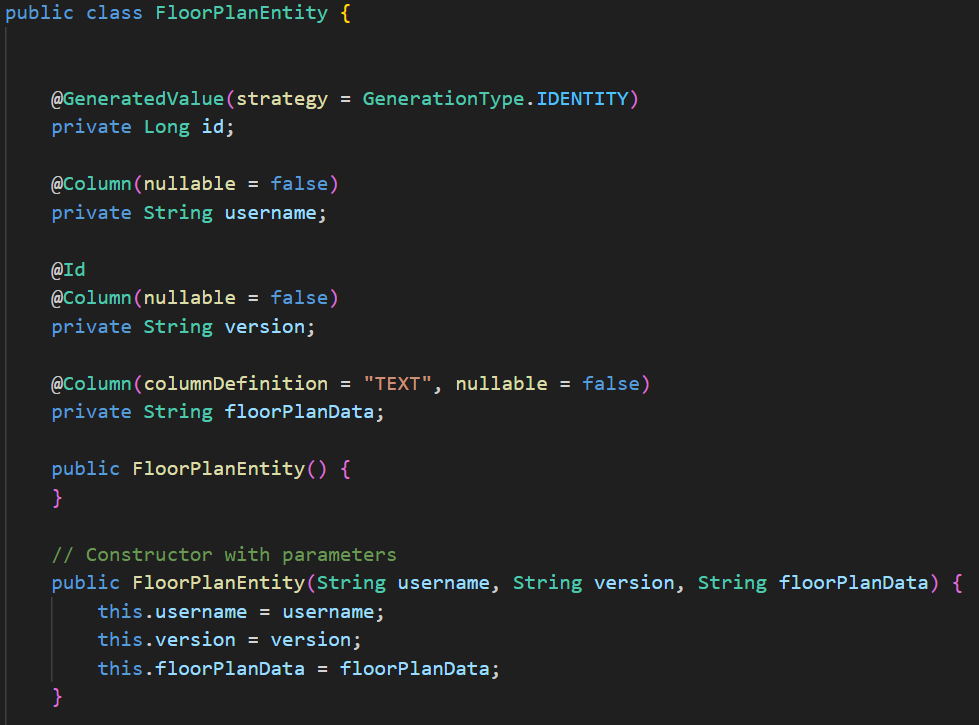 public class FloorPlanEntity {
@GeneratedValue(strategy = GenerationType.IDENTITY)
private Long id;
@Column(nullable = false)
private String username;
@Id
@Column(nullable = false)
private String version;
@Column(columnDefinition = "TEXT", nullable = false)
private String floorPlanData;
public FloorPlanEntity() {
}
// Constructor with parameters
public FloorPlanEntity(String username, String version, String floorPlanData) {
this.username = username;
this.version = version;
this.floorPlanData = floorPlanData;
}